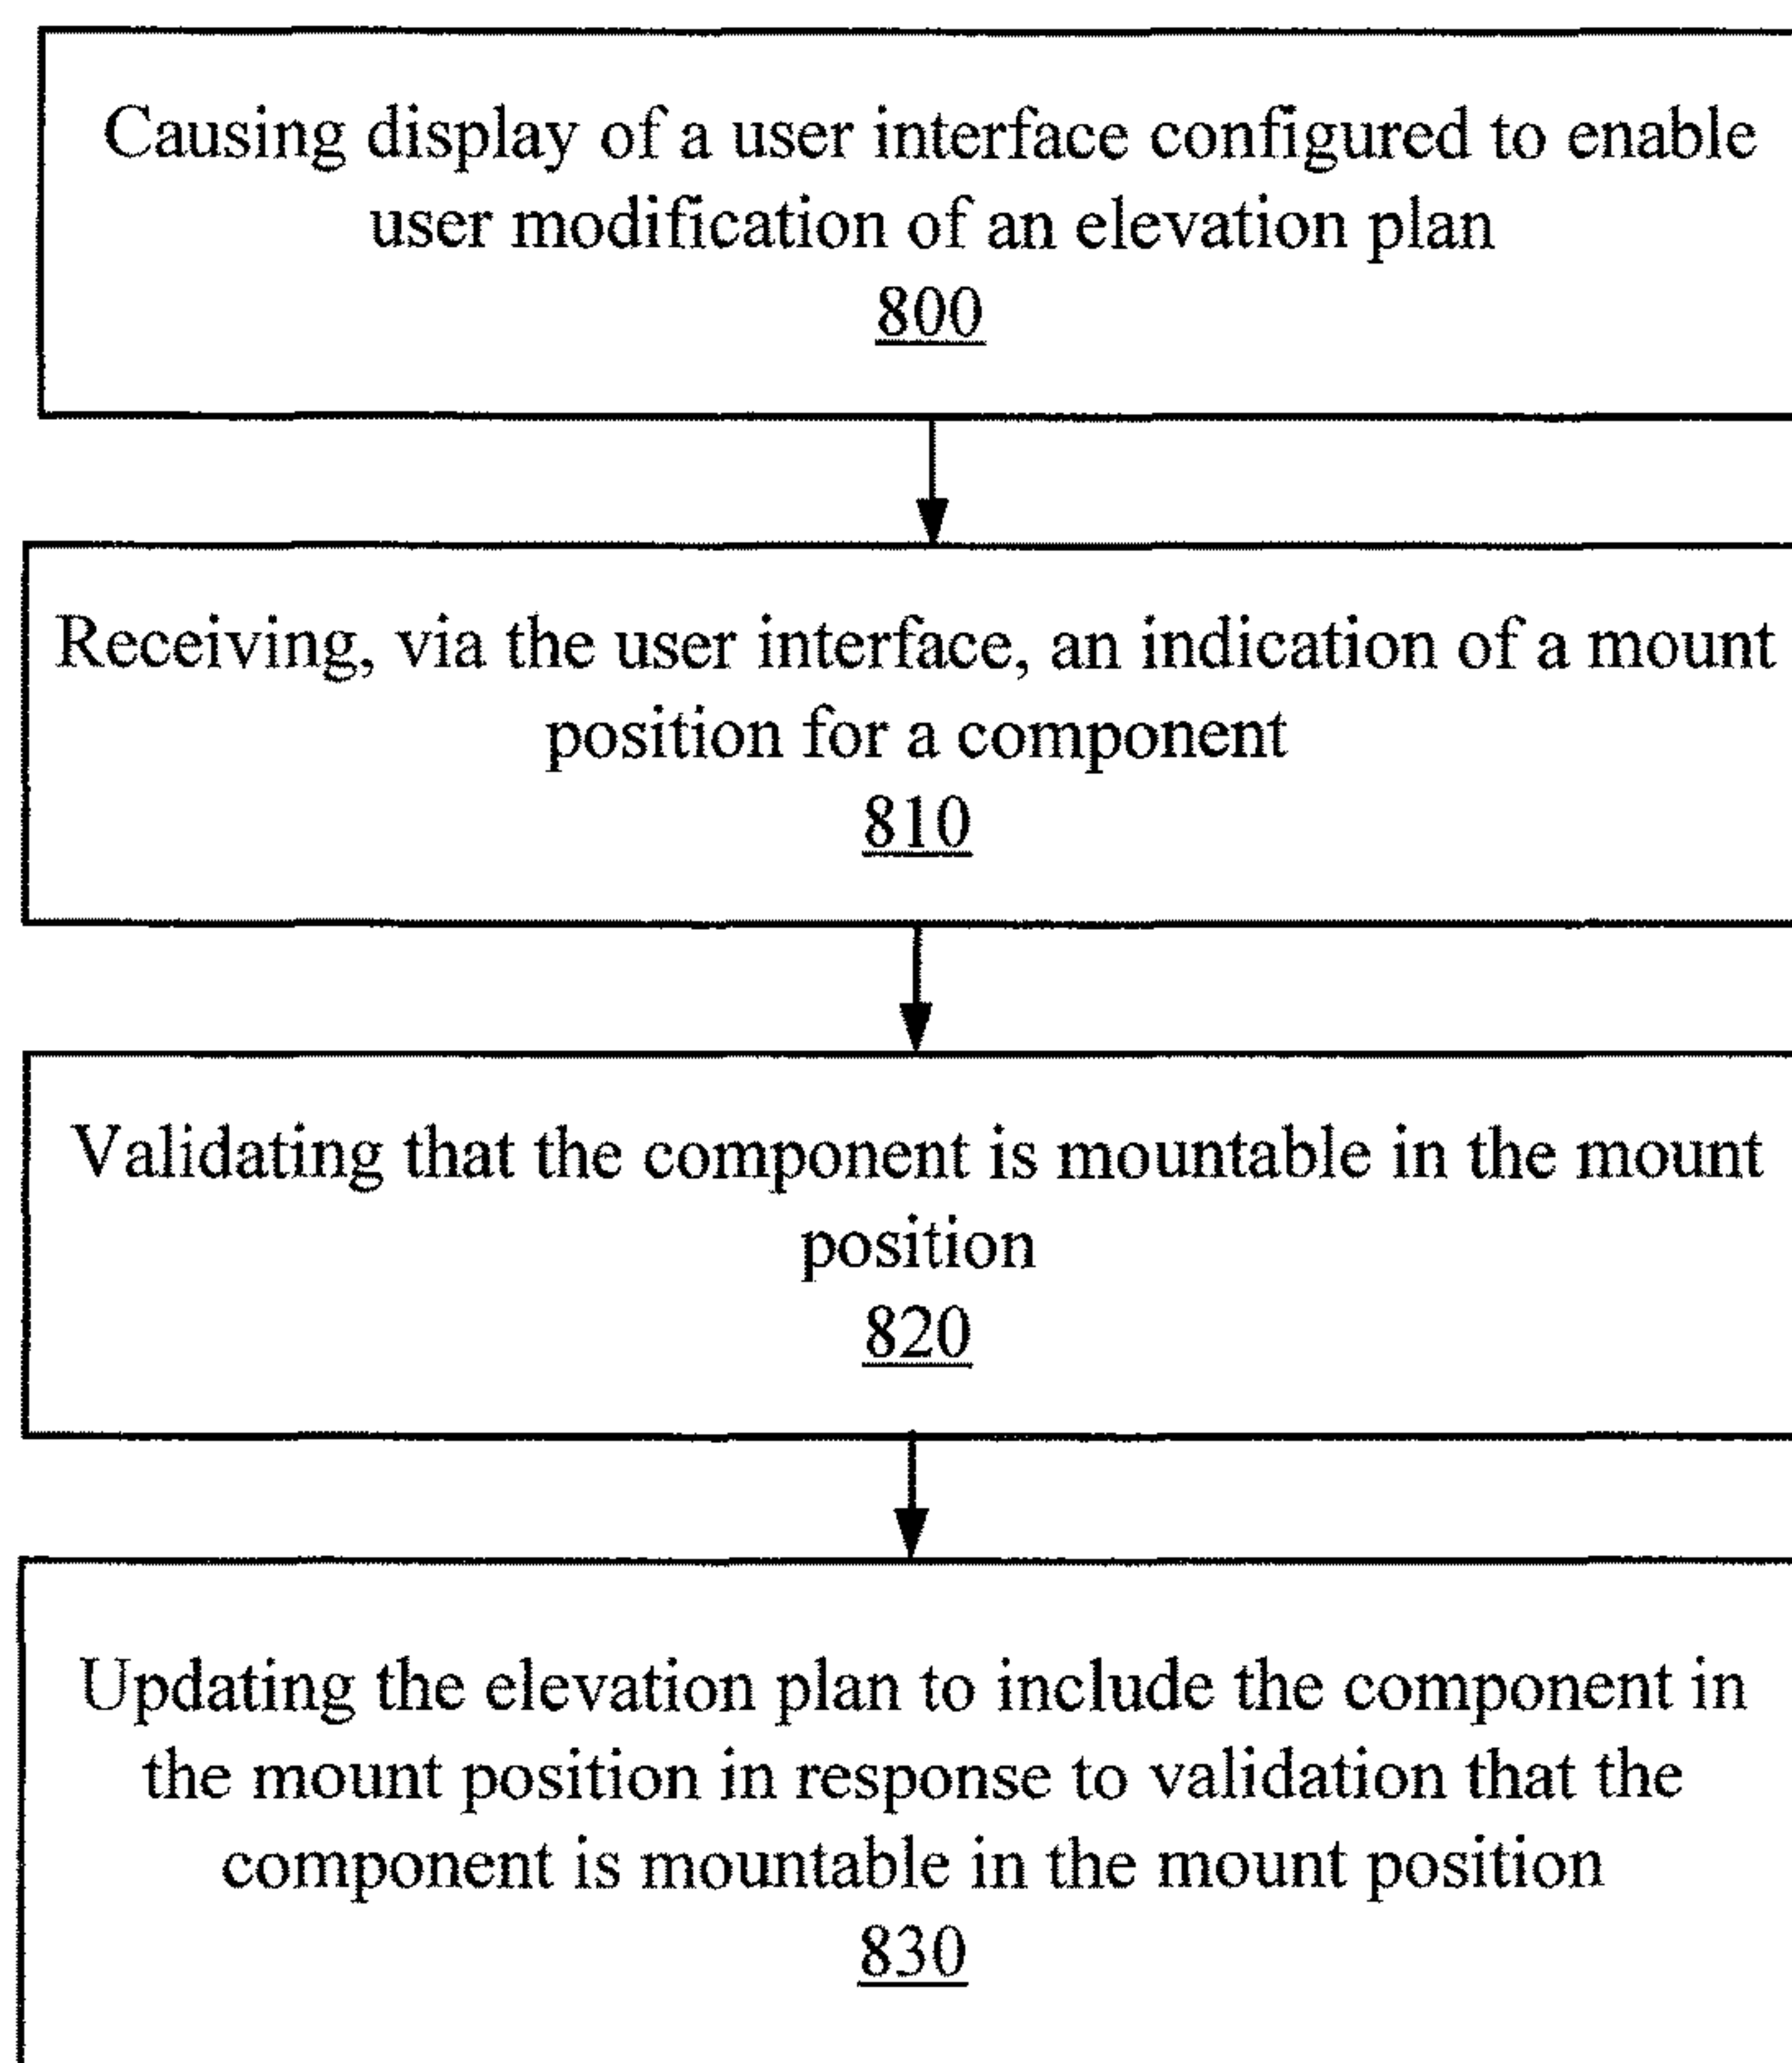 Causing display of a user interface configured to enable
user modification of an elevation plan
800
Receiving, via the user interface, an indication of a mount
position for a component
810
Validating that the component is mountable in the mount
position
820
Updating the elevation plan to include the component in
the mount position in response to validation that the
component is mountable in the mount position
830